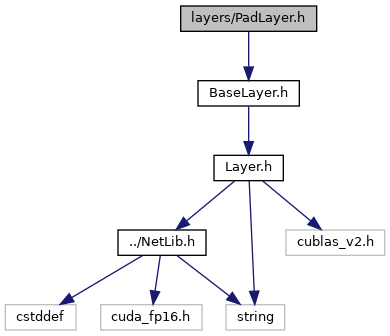 layers/PadLayer.h
BaseLayer.h
Layer.h
../NetLib.h
cublas_v2.h
cstddef
cuda_fp16.h
string